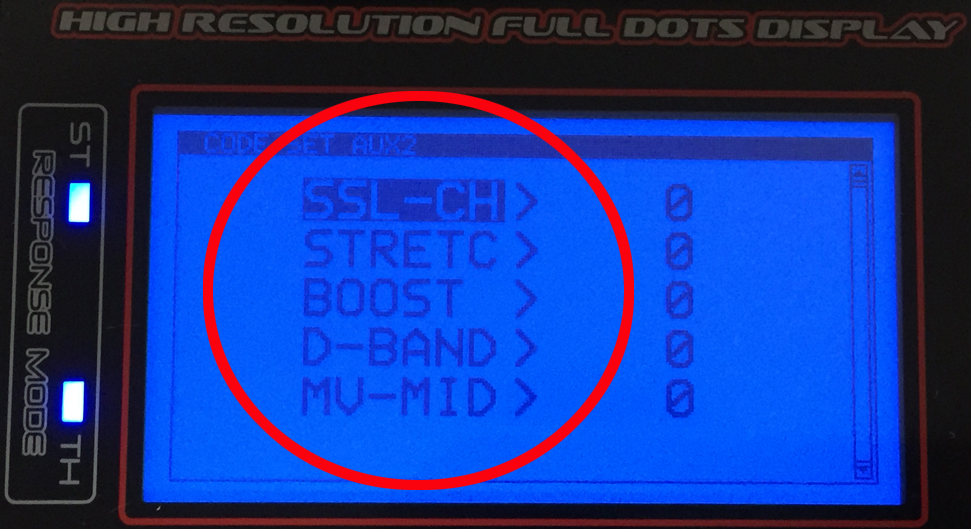 HIGH RESOLUTION FULL DOTS DISPLAY
CODE SET AUX2
SSL-CH> 0
STRETC> 0
BOOST > 0
D-BAND> 0
MV-MID> 0
ST
RESPONSE MODE
TH